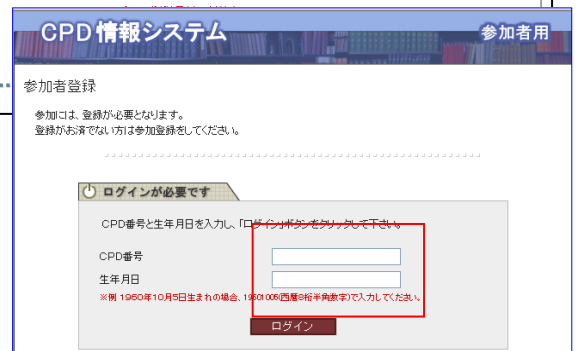 CPD情報システム
参加者用
参加者登録
参加には、登録が必要となります。
登録がお済でない方は参加登録をしてください。
ログインが必要です
CPD番号と生年月日を入力し、「ログイン」ボタンをクリックして下さい。
CPD番号
生年月日
※例 1950年10月5日生まれの場合、19501005(西暦8桁半角数字)で入力してください。
ログイン